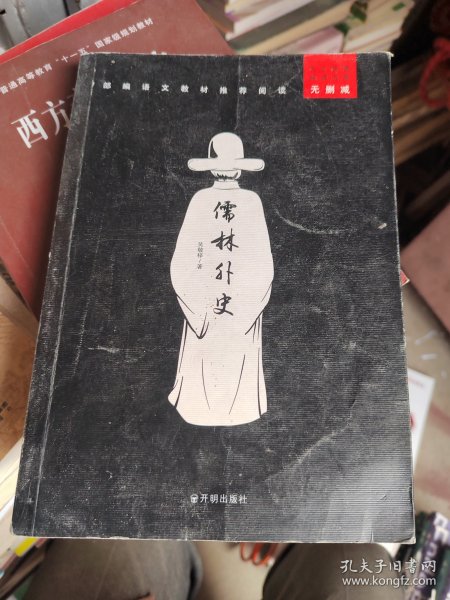 普通高等教育"十一五"国家级规划教材
西方
部编语文教材推荐阅读
无删减
儒林外史
吴敬梓/著
开明出版社
孔夫子旧书网
www.kongfz.com